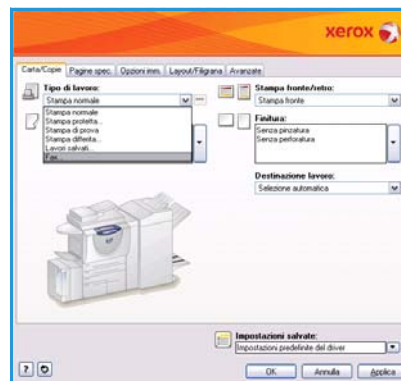 xerox
Carta/Copie Pagine spec. Opzioni imm. Layout/Filigrana Avanzate
Tipo di lavoro:
Stampa normale
Stampa normale
Stampa protetta...
Stampa di prova
Stampa differita...
Lavori salvati...
Fax...
Stampa fronte/retro:
Stampa fronte
Finitura:
Senza pinzatura
Senza perforatura
Destinazione lavoro:
Selezione automatica
Impostazioni salvate:
Impostazioni predefinite del driver
? OK Annulla Applica